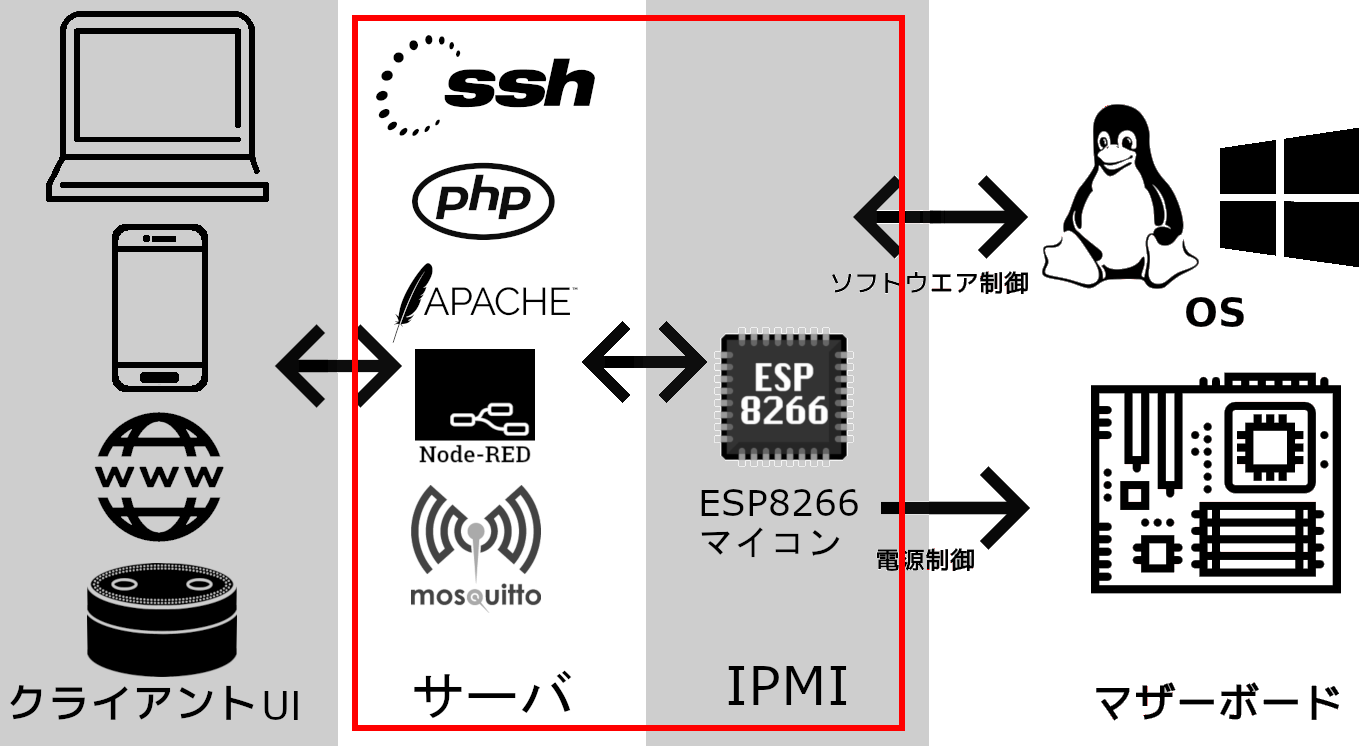 WWW
クライアントUI
ssh
php
APACHE™
Node-RED
mosquitto
サーバ
ESP
8266
ESP8266
マイコン
IPMI
ソフトウエア制御
電源制御
OS
マザーボード